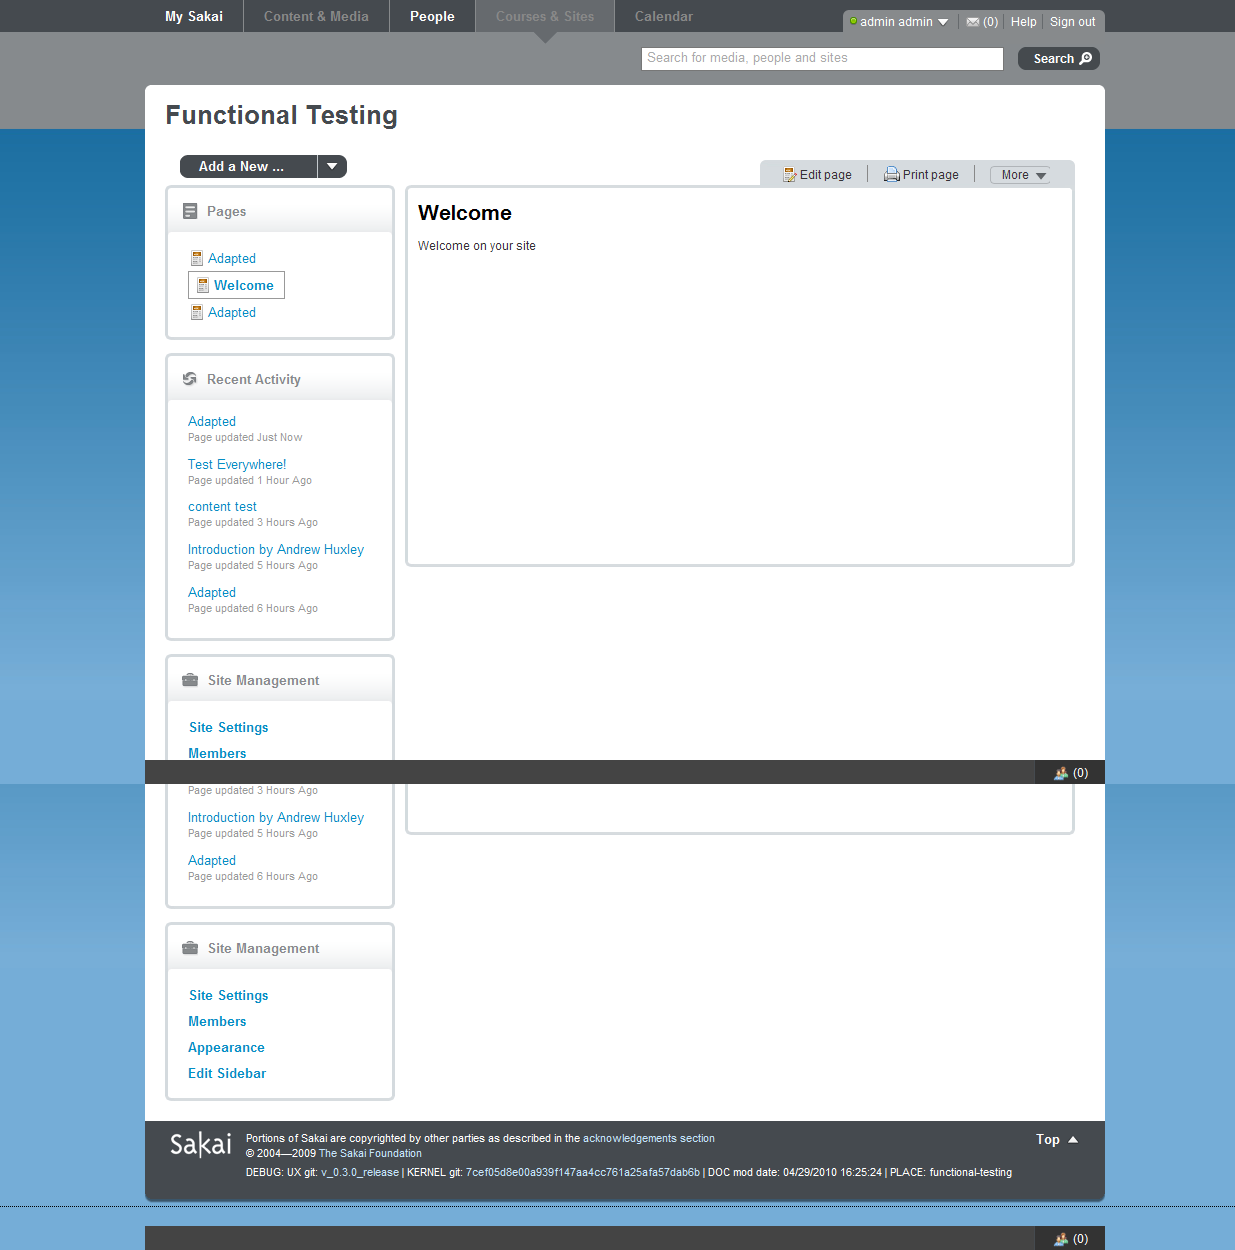 My Sakai
Content & Media
People
Courses & Sites
Calendar
admin admin
(0)
Help
Sign out
Search for media, people and sites
Search
Functional Testing
Add a New ...
Edit page
Print page
More
Pages
Adapted
Welcome
Adapted
Welcome
Welcome on your site
Recent Activity
Adapted
Page updated Just Now
Test Everywhere!
Page updated 1 Hour Ago
content test
Page updated 3 Hours Ago
Introduction by Andrew Huxley
Page updated 5 Hours Ago
Adapted
Page updated 6 Hours Ago
Site Management
Site Settings
Members
(0)
Page updated 3 Hours Ago
Introduction by Andrew Huxley
Page updated 5 Hours Ago
Adapted
Page updated 6 Hours Ago
Site Management
Site Settings
Members
Appearance
Edit Sidebar
Sakai
Portions of Sakai are copyrighted by other parties as described in the acknowledgements section
© 2004—2009 The Sakai Foundation
DEBUG: UX git: v_0.3.0_release | KERNEL git: 7cef05d8e00a939f147aa4cc761a25afa57dab6b | DOC mod date: 04/29/2010 16:25:24 | PLACE: functional-testing
Top
(0)